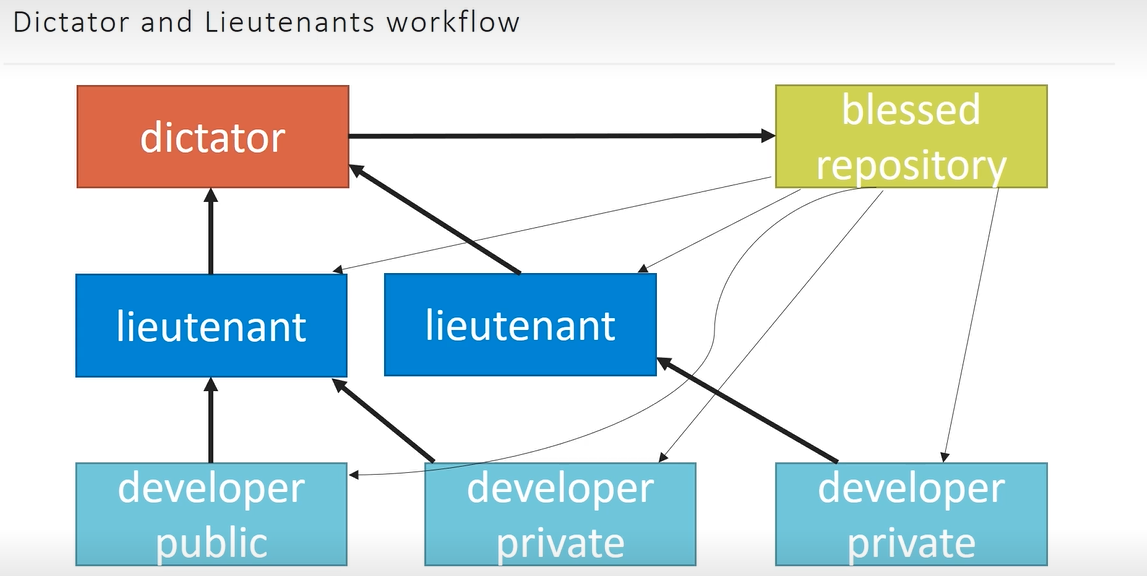 Dictator and Lieutenants workflow
dictator
blessed
repository
lieutenant
lieutenant
developer
public
developer
private
developer
private